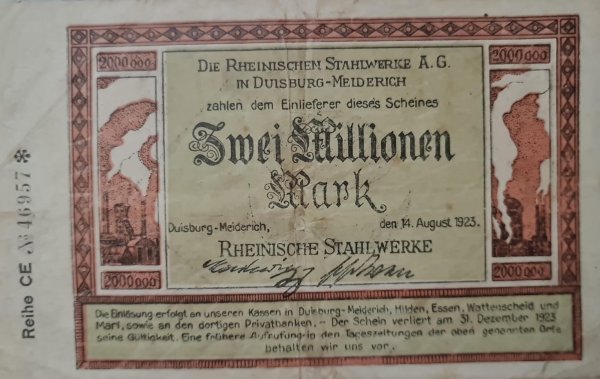 2000000
2000000
DIE RHEINISCHEN STAHLWERKE A.G.
IN DUISBURG-MEIDERICH
zahlen dem Einlieferer dieses Scheines
Zwei Millionen
Mark
Duisburg-Meiderich, den 14. August 1923.
RHEINISCHE STAHLWERKE
2000000
2000000
Die Einlösung erfolgt an unseren Kassen in Duisburg-Meiderich, Hilden, Essen, Wattenscheid und
Marl, sowie an den dortigen Privatbanken. – Der Schein verliert am 31. Dezember 1923
seine Gültigkeit. Eine frühere Aufrufung in den Tageszeitungen der oben genannten Orte
behalten wir uns vor.
Reihe CE № 46957 *